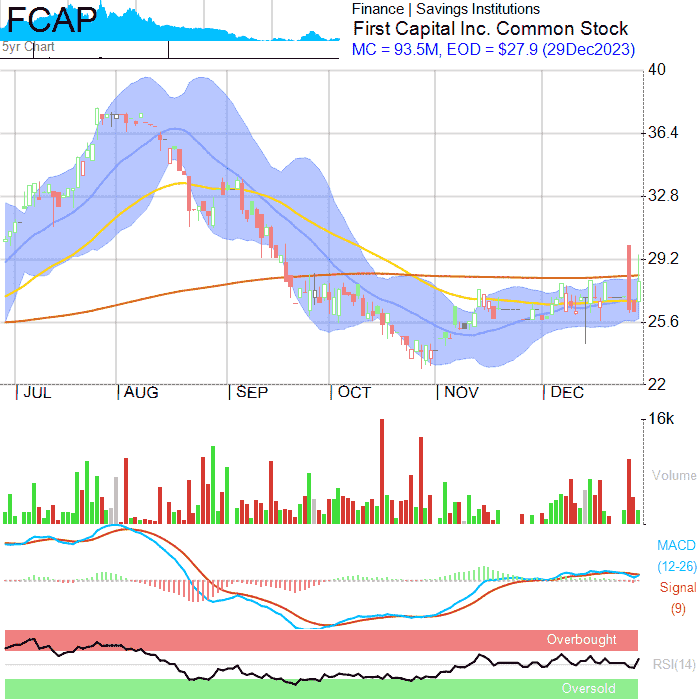 FCAP
5yr Chart
Finance | Savings Institutions
First Capital Inc. Common Stock
MC = 93.5M, EOD = $27.9 (29Dec2023)
40
36.4
32.8
29.2
25.6
22
JUL AUG SEP OCT NOV DEC
16k
Volume
MACD
(12-26)
Signal
(9)
Overbought
RSI(14)
Oversold